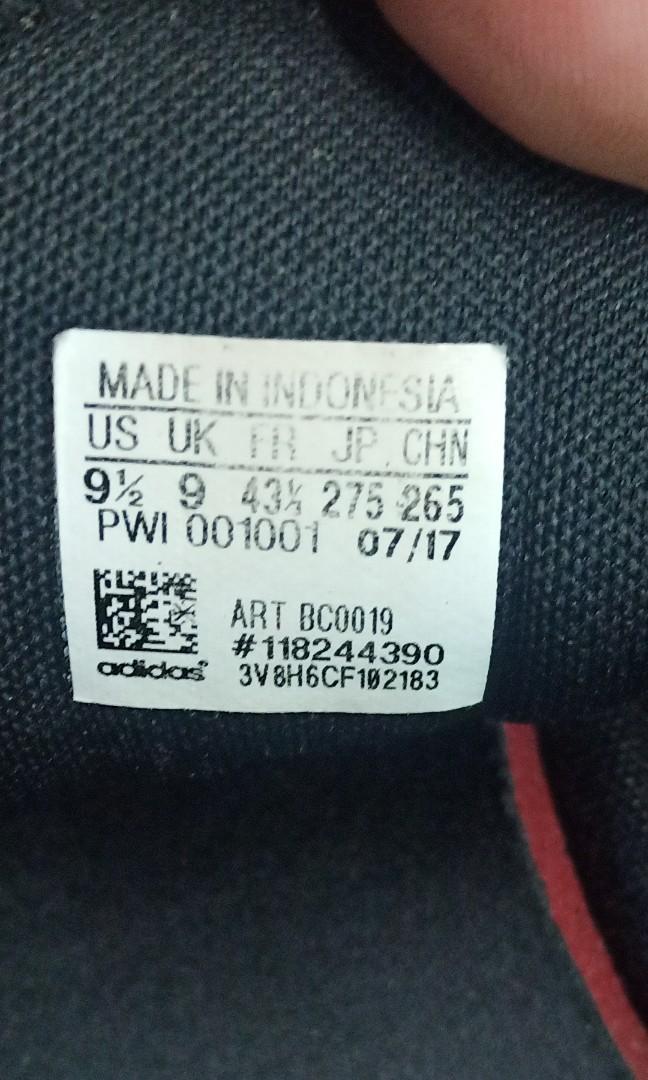 MADE IN INDONESIA
US UK FR JP CHN
9½ 9 43⅓ 275 265
PWI 001001 07/17
ART BC0019
#118244390
adidas
3V8H6CF102183